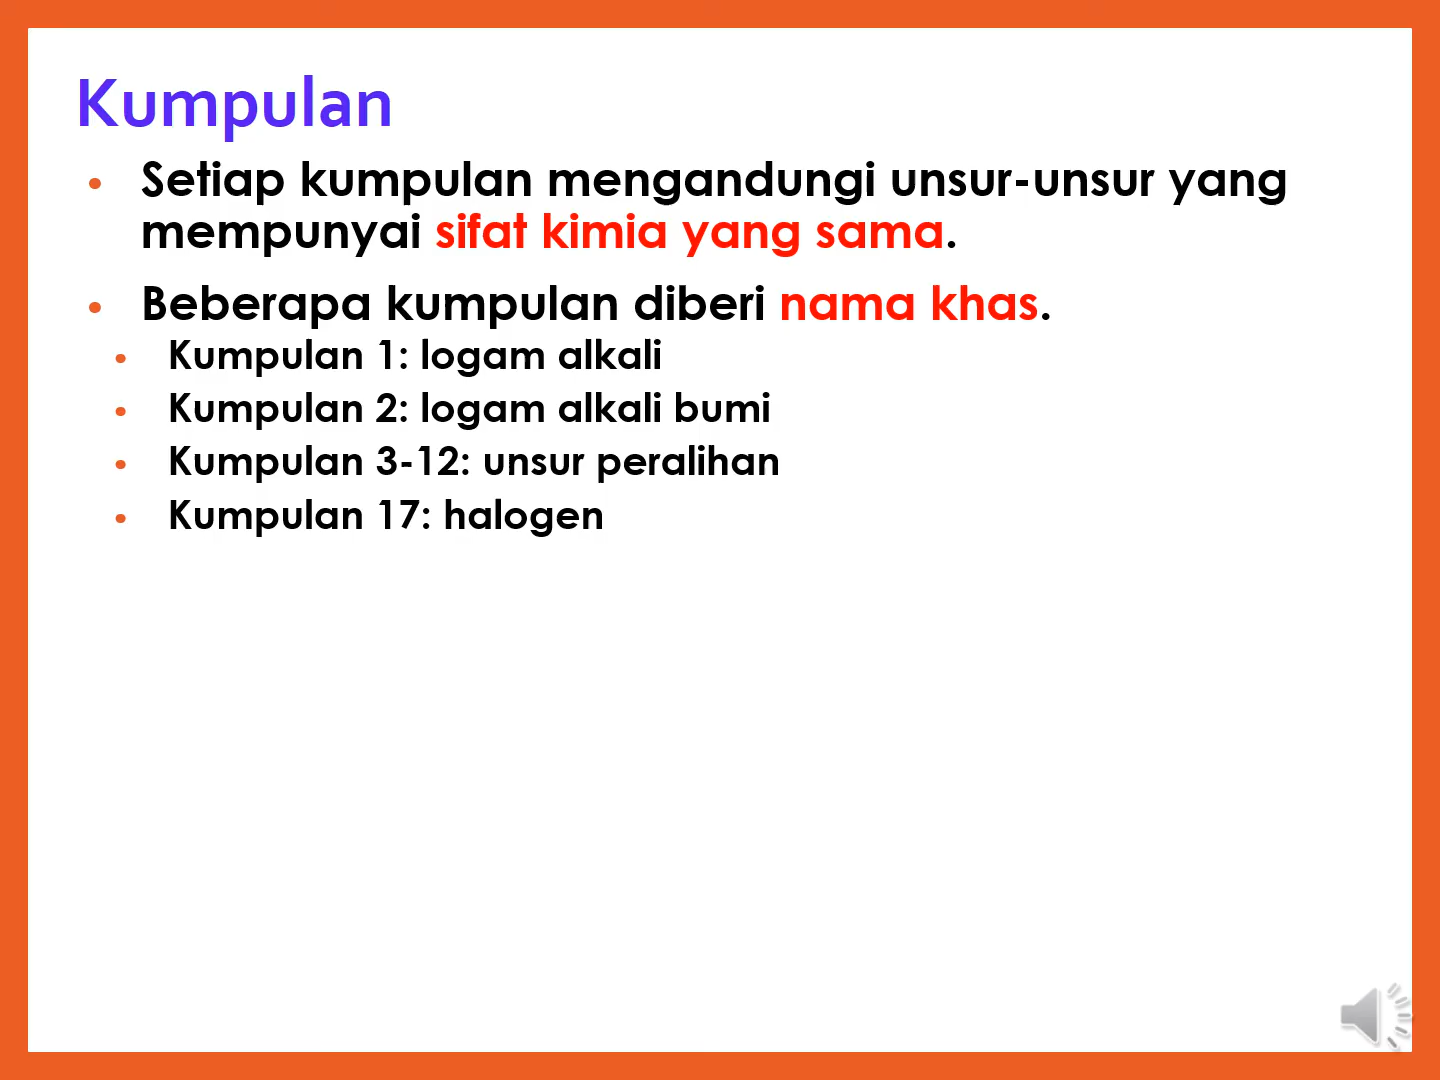 Kumpulan
• Setiap kumpulan mengandungi unsur-unsur yang
mempunyai sifat kimia yang sama.
• Beberapa kumpulan diberi nama khas.
• Kumpulan 1: logam alkali
• Kumpulan 2: logam alkali bumi
• Kumpulan 3-12: unsur peralihan
• Kumpulan 17: halogen